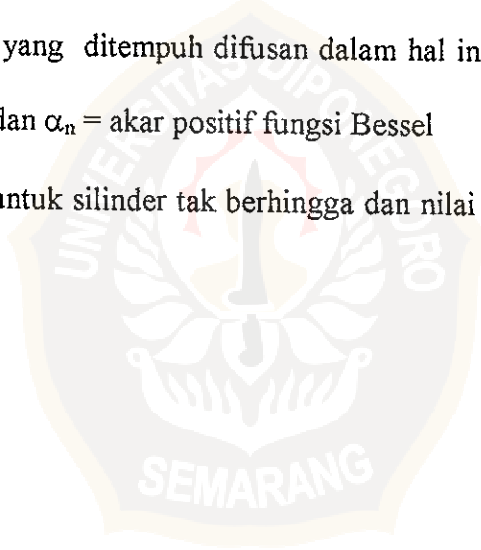 yang ditempuh difusan dalam hal in
dan αₙ = akar positif fungsi Bessel
untuk silinder tak berhingga dan nilai
UNIVERSITAS DIPONEGORO
SEMARANG